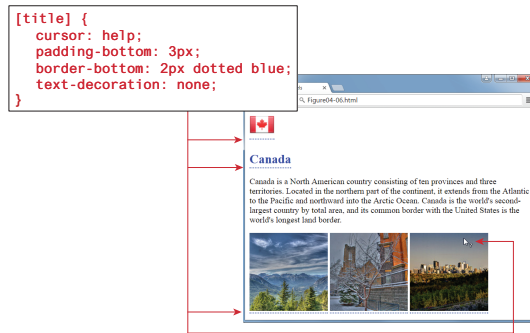 [title] {
cursor: help;
padding-bottom: 3px;
border-bottom: 2px dotted blue;
text-decoration: none;
}
Figure04-06.html
Canada
Canada is a North American country consisting of ten provinces and three
territories. Located in the northern part of the continent, it extends from the Atlantic
to the Pacific and northward into the Arctic Ocean. Canada is the world's second-
largest country by total area, and its common border with the United States is the
world's longest land border.